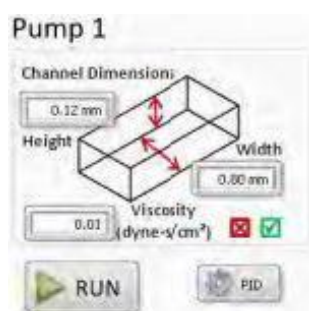 Pump 1
Channel Dimensions
0.12 mm
Height
Width
0.80 mm
Viscosity
0.01
(dyne-s/cm²)
RUN
PID